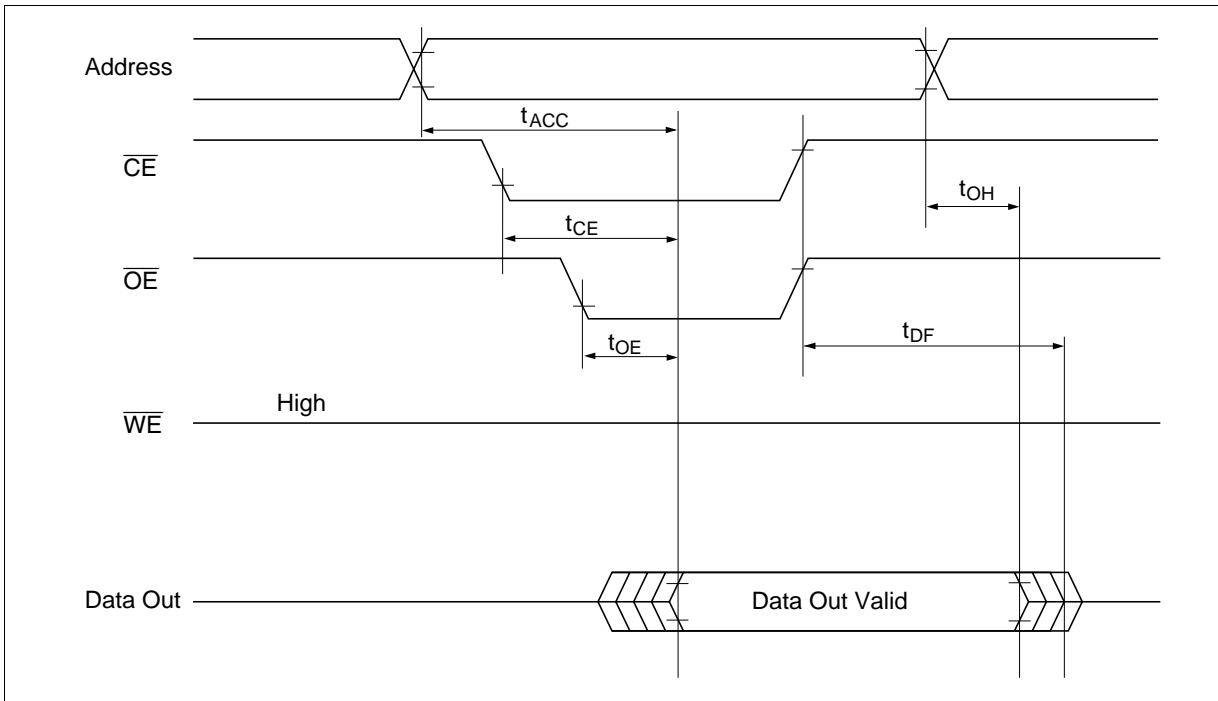 Address
tACC
CE
tOH
tCE
OE
tDF
tOE
High
WE
Data Out
Data Out Valid